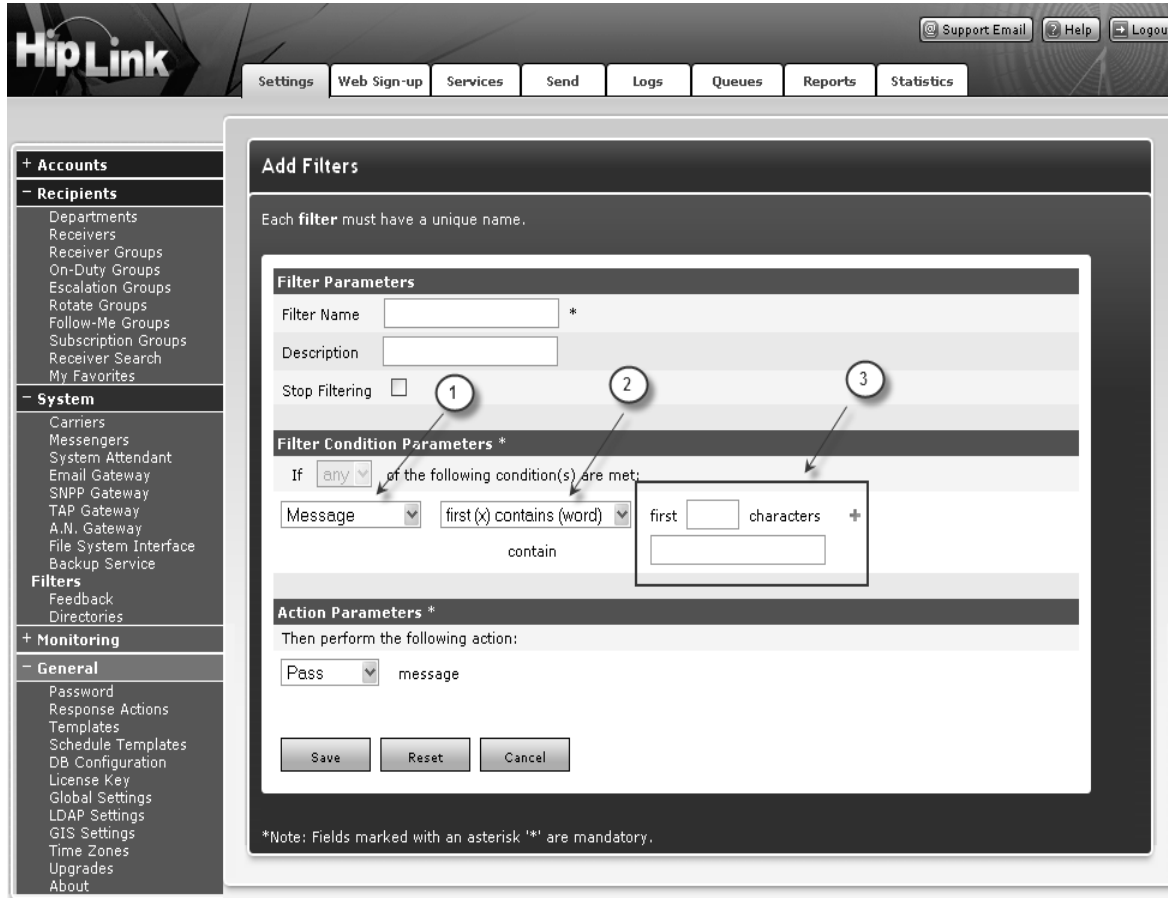 HipLink
Support Email Help Logou
Settings Web Sign-up Services Send Logs Queues Reports Statistics
+ Accounts
− Recipients
Departments
Receivers
Receiver Groups
On-Duty Groups
Escalation Groups
Rotate Groups
Follow-Me Groups
Subscription Groups
Receiver Search
My Favorites
− System
Carriers
Messengers
System Attendant
Email Gateway
SNPP Gateway
TAP Gateway
A.N. Gateway
File System Interface
Backup Service
Filters
Feedback
Directories
+ Monitoring
− General
Password
Response Actions
Templates
Schedule Templates
DB Configuration
License Key
Global Settings
LDAP Settings
GIS Settings
Time Zones
Upgrades
About
Add Filters
Each filter must have a unique name.
Filter Parameters
Filter Name *
Description
Stop Filtering
1 2 3
Filter Condition Parameters *
If any of the following condition(s) are met:
Message first (x) contains (word) first characters +
contain
Action Parameters *
Then perform the following action:
Pass message
Save Reset Cancel
*Note: Fields marked with an asterisk '*' are mandatory.